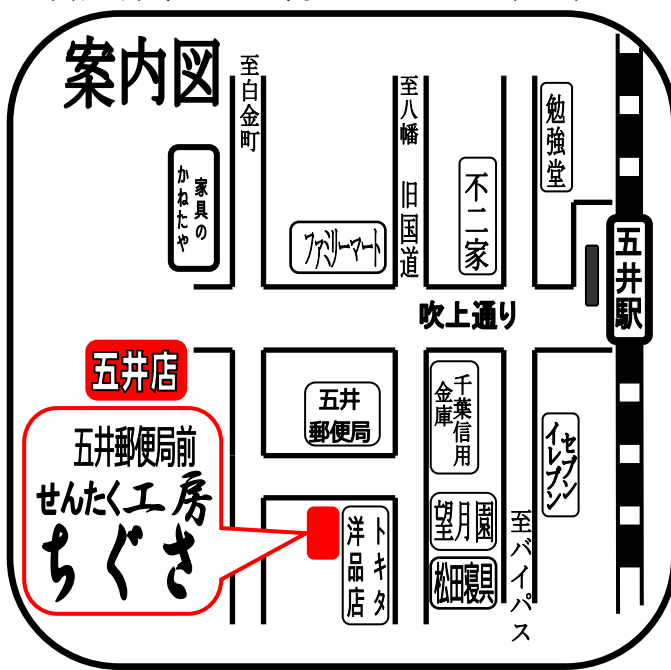 案内図
至白金町
至八幡 旧国道
勉強堂
家具の
かねたや
ファミリーマート
不二家
五井駅
吹上通り
五井店
五井
郵便局
千葉信用
金庫
セブン
イレブン
五井郵便局前
せんたく工房
ちぐさ
トキタ
洋品店
望月園
松田寝具
至バイパス